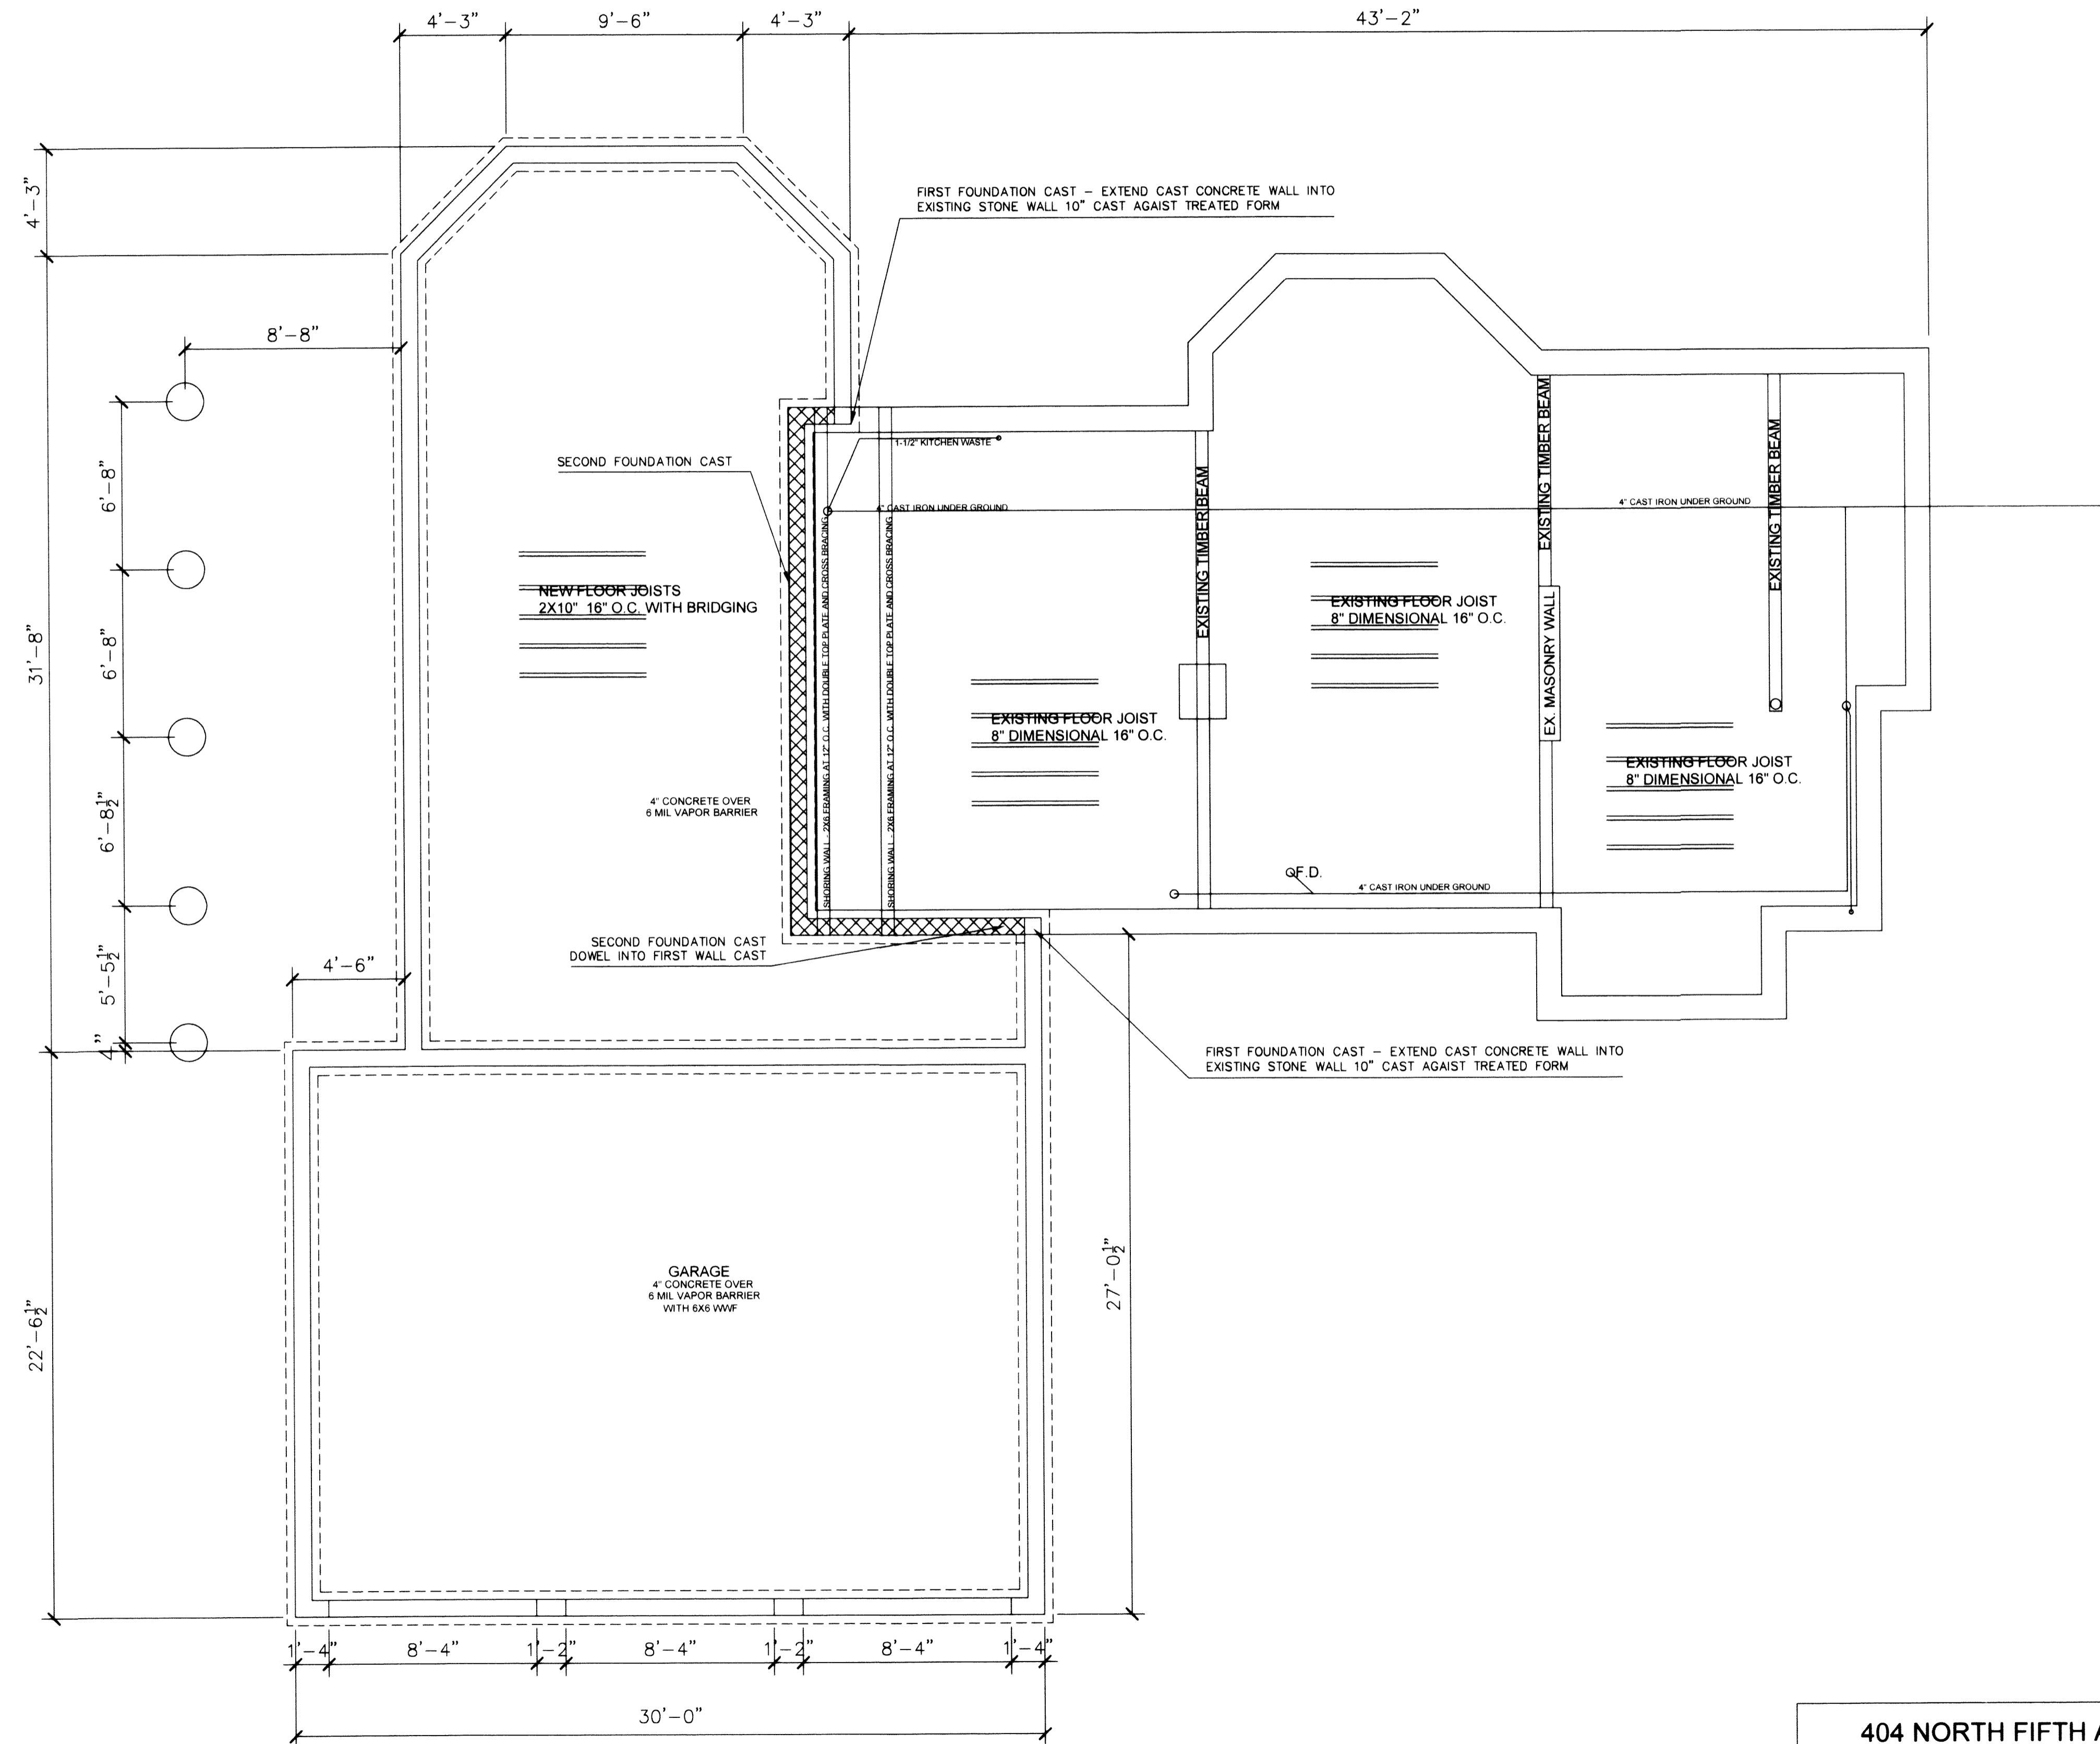 4'-3" 9'-6" 4'-3" 43'-2"
4'-3"
FIRST FOUNDATION CAST – EXTEND CAST CONCRETE WALL INTO
EXISTING STONE WALL 10" CAST AGAIST TREATED FORM
8'-8"
6'-8"
6'-8"
6'-8½"
5'-5½"
4"
31'-8"
22'-6½"
4'-6"
SECOND FOUNDATION CAST
1-1/2" KITCHEN WASTE
4" CAST IRON UNDER GROUND
4" CAST IRON UNDER GROUND
EXISTING TIMBER BEAM
EXISTING TIMBER BEAM
EXISTING TIMBER BEAM
EX. MASONRY WALL
NEW FLOOR JOISTS
2X10" 16" O.C. WITH BRIDGING
SHORING WALL - 2X6 FRAMING AT 12" O.C. WITH DOUBLE TOP PLATE AND CROSS BRACING
SHORING WALL - 2X6 FRAMING AT 12" O.C. WITH DOUBLE TOP PLATE AND CROSS BRACING
EXISTING FLOOR JOIST
8" DIMENSIONAL 16" O.C.
EXISTING FLOOR JOIST
8" DIMENSIONAL 16" O.C.
EXISTING FLOOR JOIST
8" DIMENSIONAL 16" O.C.
4" CONCRETE OVER
6 MIL VAPOR BARRIER
F.D.
4" CAST IRON UNDER GROUND
SECOND FOUNDATION CAST
DOWEL INTO FIRST WALL CAST
FIRST FOUNDATION CAST – EXTEND CAST CONCRETE WALL INTO
EXISTING STONE WALL 10" CAST AGAIST TREATED FORM
GARAGE
4" CONCRETE OVER
6 MIL VAPOR BARRIER
WITH 6X6 WWF
27'-0½"
1'-4" 8'-4" 1'-2" 8'-4" 1'-2" 8'-4" 1'-4"
30'-0"
404 NORTH FIFTH A